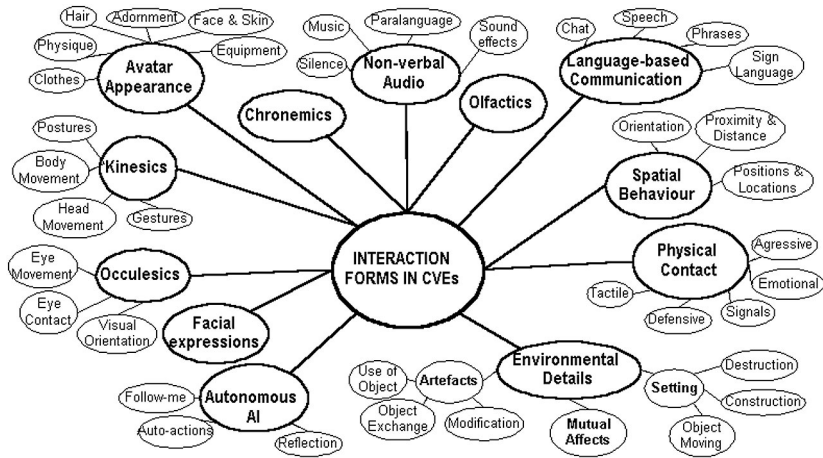 Hair
Adornment
Face & Skin
Physique
Equipment
Clothes
Avatar
Appearance
Music
Paralanguage
Sound
effects
Silence
Non-verbal
Audio
Chat
Speech
Phrases
Sign
Language
Language-based
Communication
Chronemics
Olfactics
Postures
Body
Movement
Head
Movement
Gestures
Kinesics
Orientation
Proximity &
Distance
Positions &
Locations
Spatial
Behaviour
INTERACTION
FORMS IN CVEs
Eye
Movement
Eye
Contact
Visual
Orientation
Occulesics
Physical
Contact
Agressive
Emotional
Signals
Defensive
Tactile
Facial
expressions
Autonomous
AI
Follow-me
Auto-actions
Reflection
Environmental
Details
Artefacts
Use of
Object
Object
Exchange
Modification
Mutual
Affects
Setting
Destruction
Construction
Object
Moving